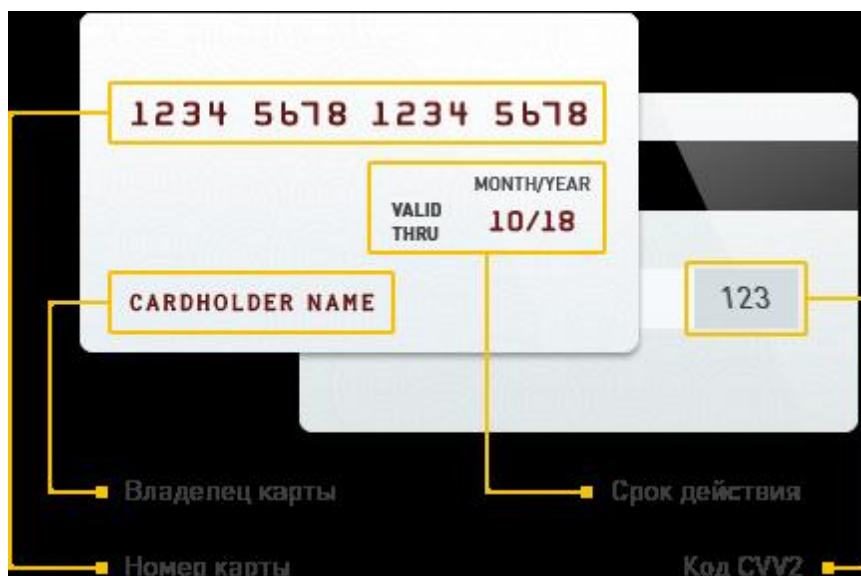 1234 5678 1234 5678
MONTH/YEAR
VALID THRU 10/18
CARDHOLDER NAME
123
Владелец карты
Срок действия
Номер карты
Код CVV2